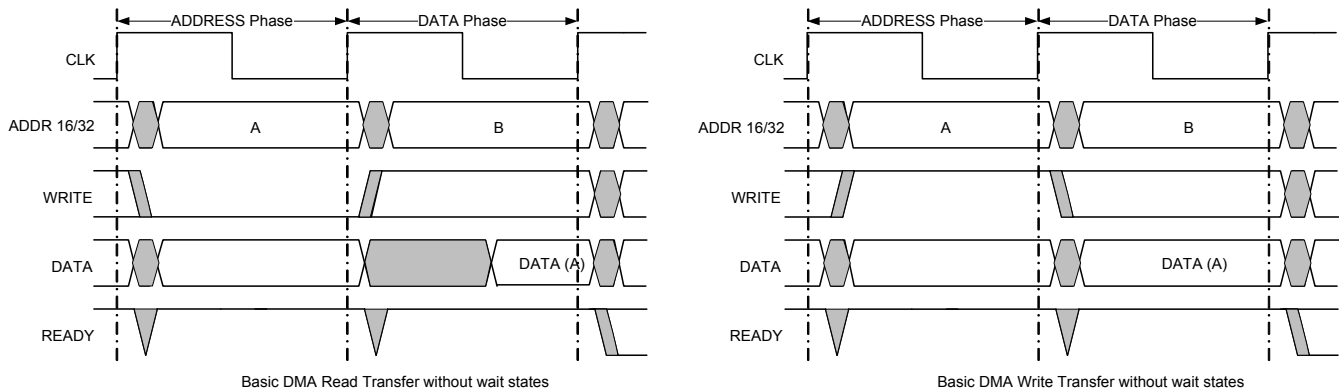 ADDRESS Phase DATA Phase
CLK
ADDR 16/32 A B
WRITE
DATA DATA (A)
READY
Basic DMA Read Transfer without wait states
ADDRESS Phase DATA Phase
CLK
ADDR 16/32 A B
WRITE
DATA DATA (A)
READY
Basic DMA Write Transfer without wait states